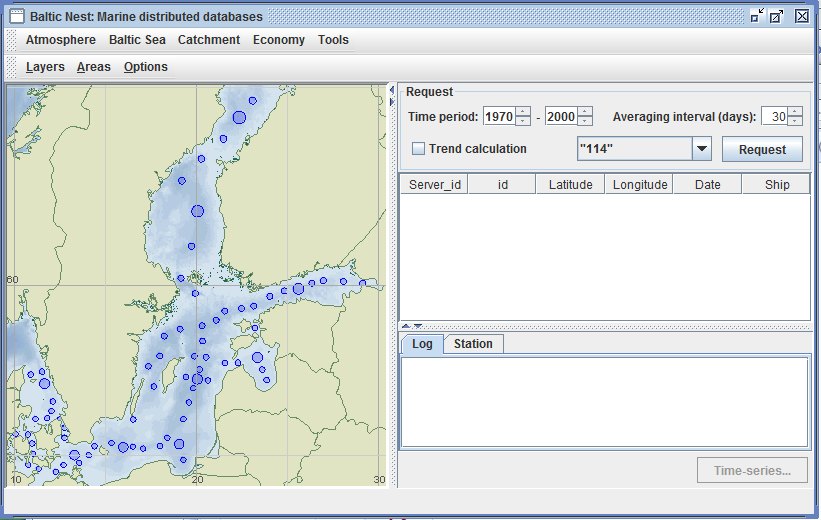 Baltic Nest: Marine distributed databases
Atmosphere Baltic Sea Catchment Economy Tools
Layers Areas Options
Request
Time period: 1970 - 2000 Averaging interval (days): 30
Trend calculation "114" Request
Server_id id Latitude Longitude Date Ship
60
Log Station
10 20 30
Time-series...